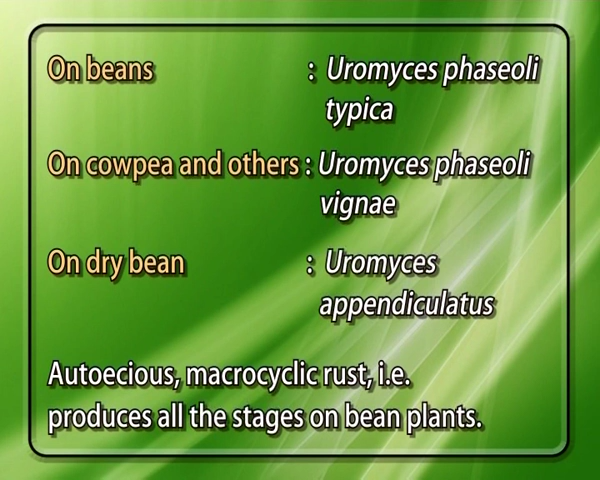 On beans : Uromyces phaseoli
typica
On cowpea and others : Uromyces phaseoli
vignae
On dry bean : Uromyces
appendiculatus
Autoecious, macrocyclic rust, i.e.
produces all the stages on bean plants.